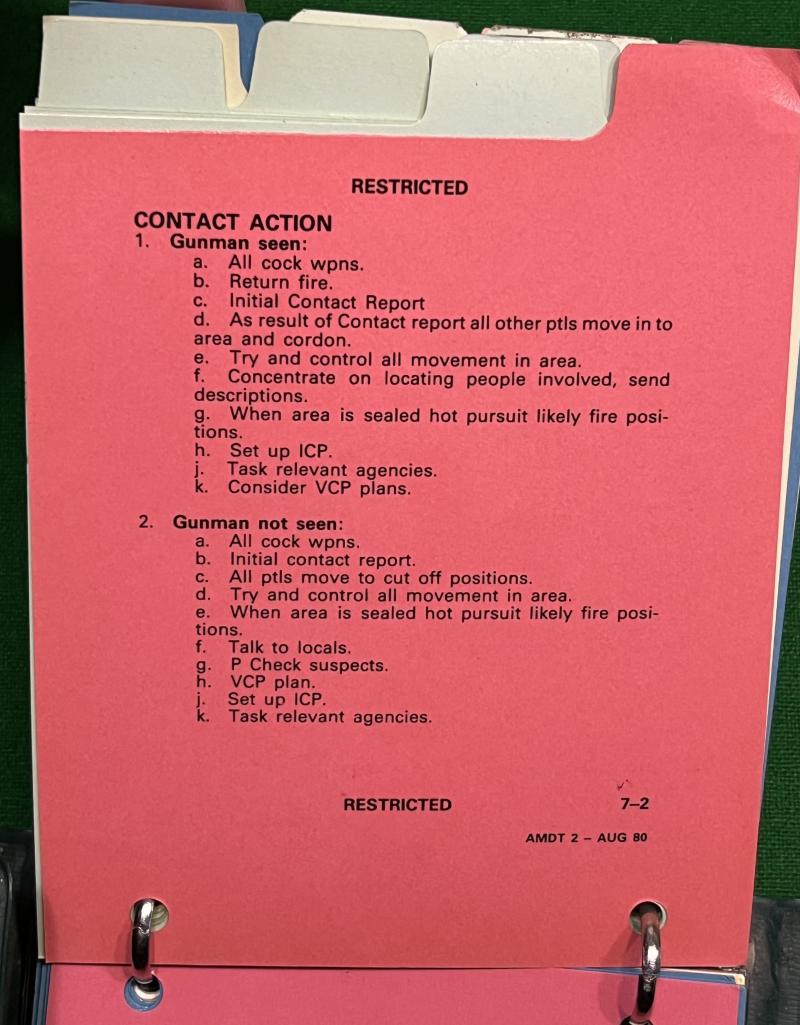 RESTRICTED
CONTACT ACTION
1. Gunman seen:
a. All cock wpns.
b. Return fire.
c. Initial Contact Report
d. As result of Contact report all other ptls move in to
area and cordon.
e. Try and control all movement in area.
f. Concentrate on locating people involved, send
descriptions.
g. When area is sealed hot pursuit likely fire posi-
tions.
h. Set up ICP.
j. Task relevant agencies.
k. Consider VCP plans.
2. Gunman not seen:
a. All cock wpns.
b. Initial contact report.
c. All ptls move to cut off positions.
d. Try and control all movement in area.
e. When area is sealed hot pursuit likely fire posi-
tions.
f. Talk to locals.
g. P Check suspects.
h. VCP plan.
j. Set up ICP.
k. Task relevant agencies.
RESTRICTED 7–2
AMDT 2 – AUG 80